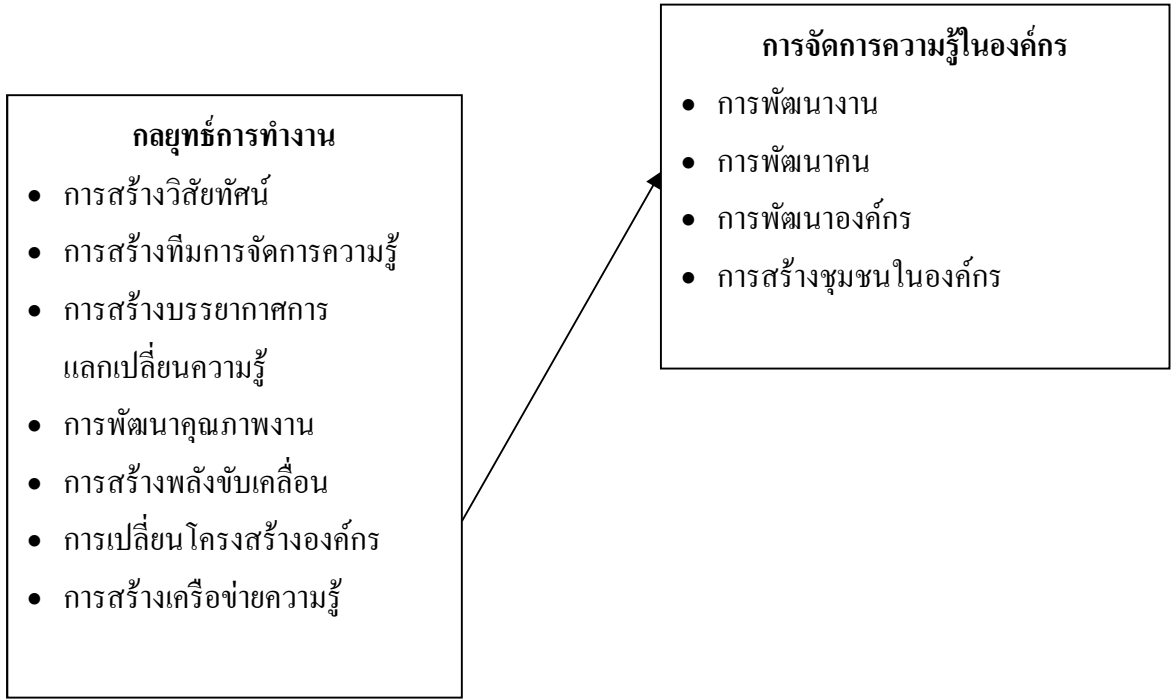 กลยุทธ์การทำงาน
• การสร้างวิสัยทัศน์
• การสร้างทีมการจัดการความรู้
• การสร้างบรรยากาศการ
แลกเปลี่ยนความรู้
• การพัฒนาคุณภาพงาน
• การสร้างพลังขับเคลื่อน
• การเปลี่ยนโครงสร้างองค์กร
• การสร้างเครือข่ายความรู้
การจัดการความรู้ในองค์กร
• การพัฒนางาน
• การพัฒนาคน
• การพัฒนาองค์กร
• การสร้างชุมชนในองค์กร